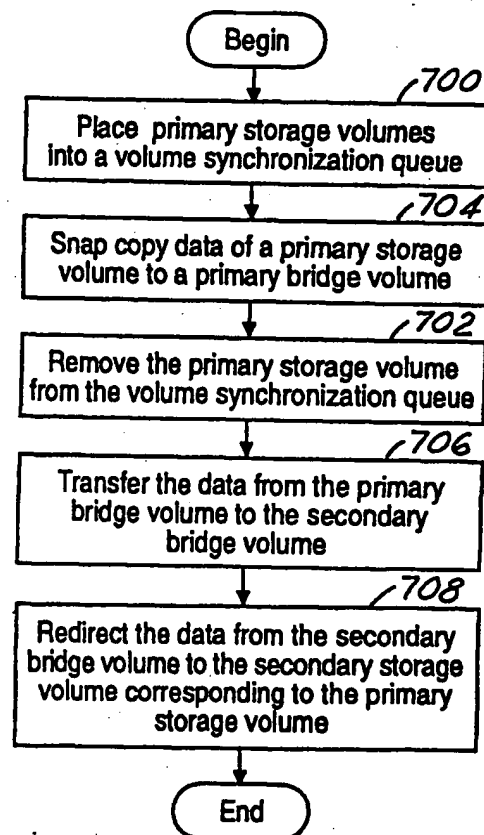 Begin
700
Place primary storage volumes
into a volume synchronization queue
704
Snap copy data of a primary storage
volume to a primary bridge volume
702
Remove the primary storage volume
from the volume synchronization queue
706
Transfer the data from the primary
bridge volume to the secondary
bridge volume
708
Redirect the data from the secondary
bridge volume to the secondary storage
volume corresponding to the primary
storage volume
End